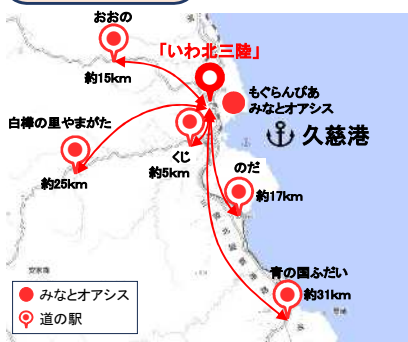 おおの
「いわ北三陸」
約15km
もぐらんぴあ
みなとオアシス
久慈港
白樺の里やまがた
くじ
約5km
約25km
のだ
約17km
青の国ふだい
約31km
安家森
みなとオアシス
道の駅